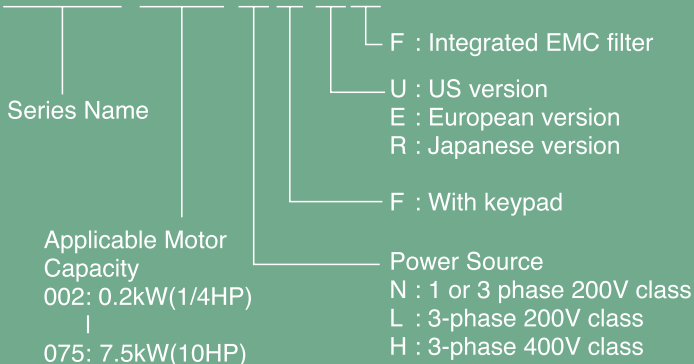 F : Integrated EMC filter
U : US version
E : European version
R : Japanese version
Series Name
F : With keypad
Applicable Motor
Capacity
002: 0.2kW(1/4HP)
|
075: 7.5kW(10HP)
Power Source
N : 1 or 3 phase 200V class
L : 3-phase 200V class
H : 3-phase 400V class